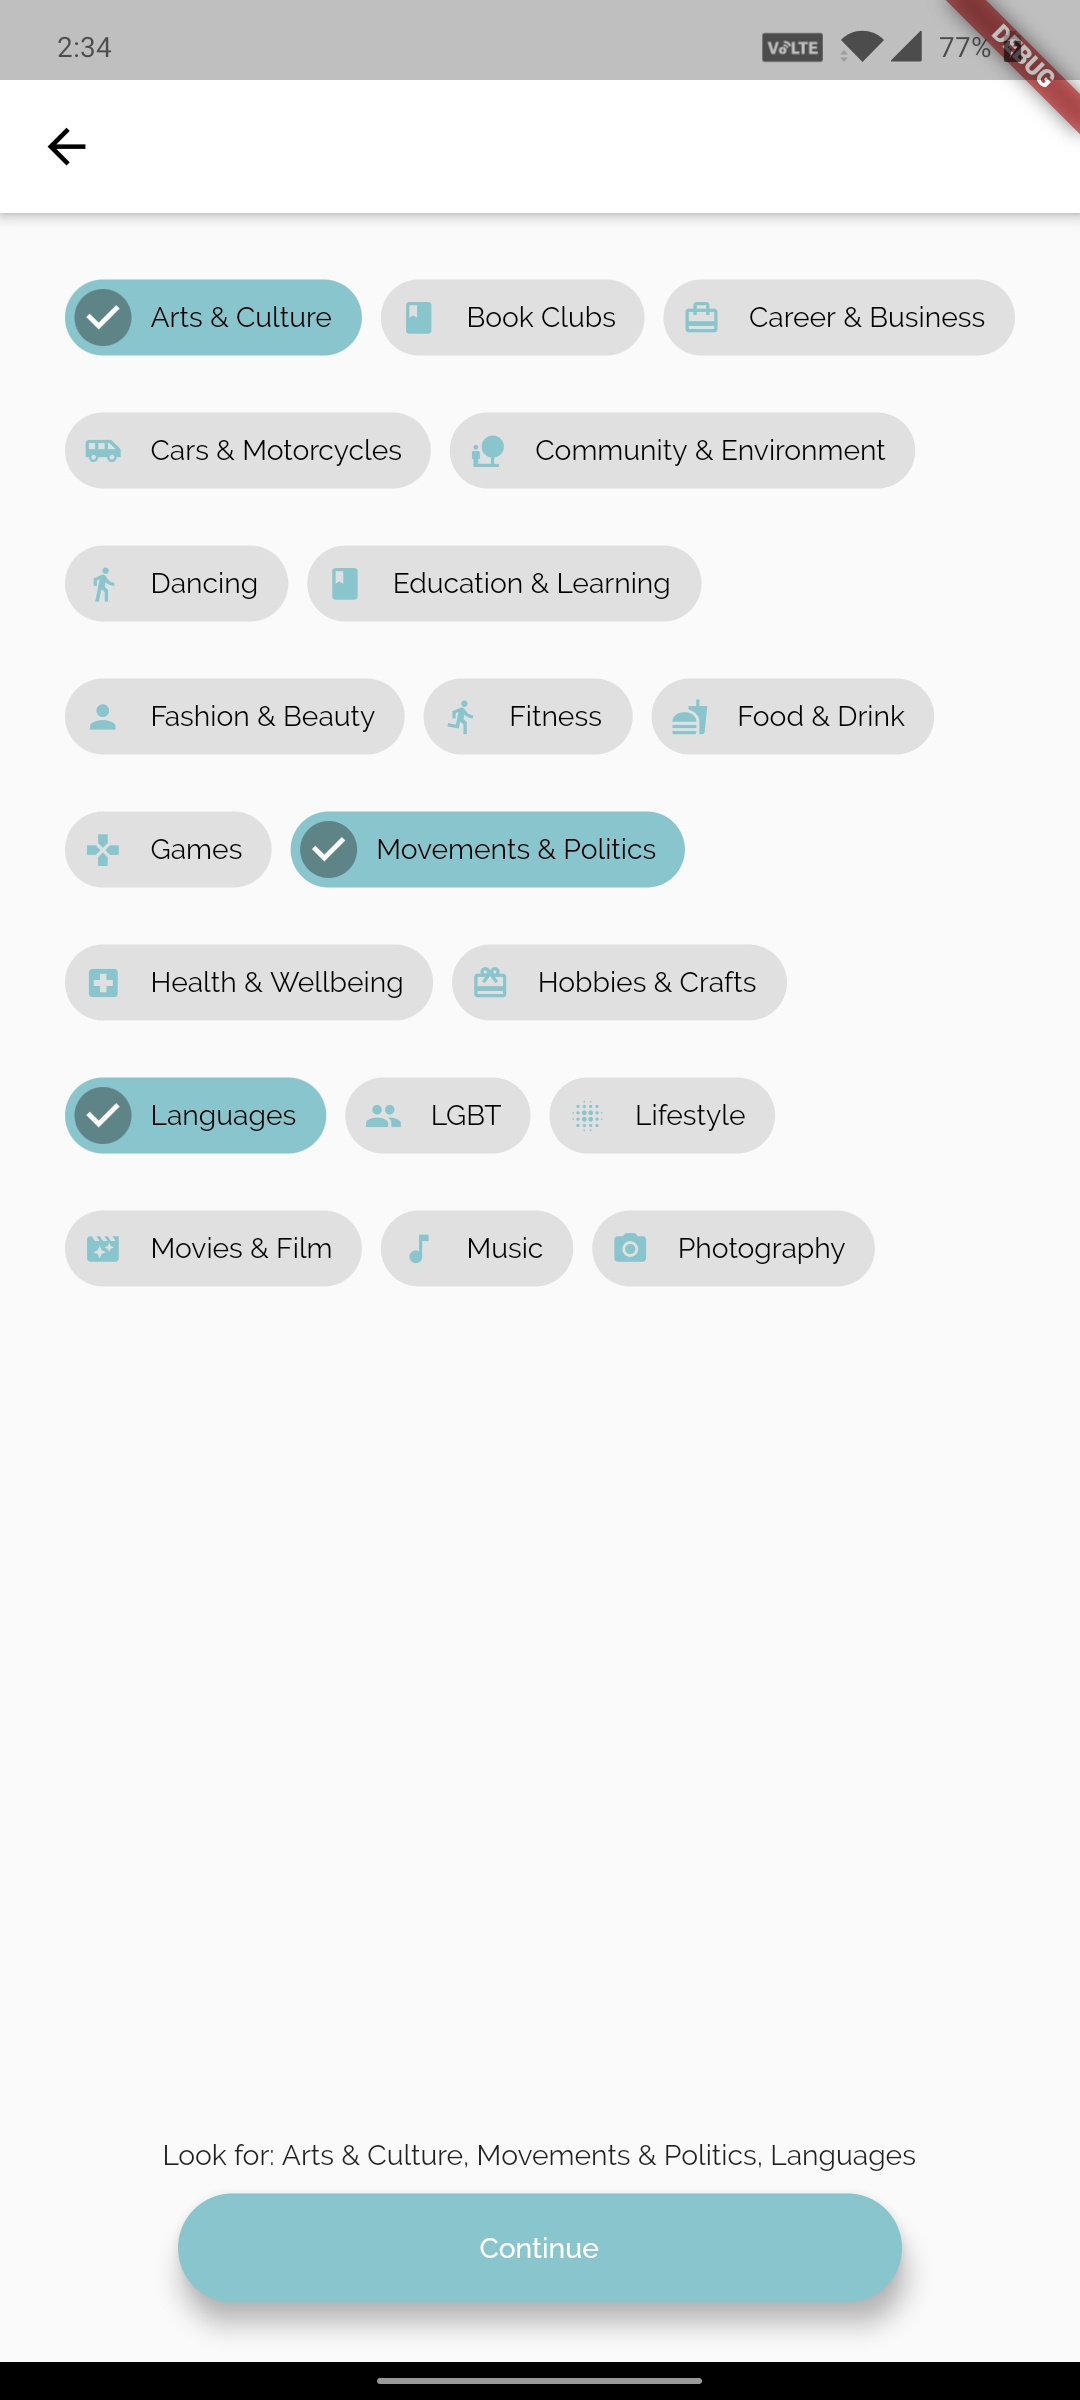 2:34 VoLTE 77%
DEBUG
Arts & Culture Book Clubs Career & Business
Cars & Motorcycles Community & Environment
Dancing Education & Learning
Fashion & Beauty Fitness Food & Drink
Games Movements & Politics
Health & Wellbeing Hobbies & Crafts
Languages LGBT Lifestyle
Movies & Film Music Photography
Look for: Arts & Culture, Movements & Politics, Languages
Continue